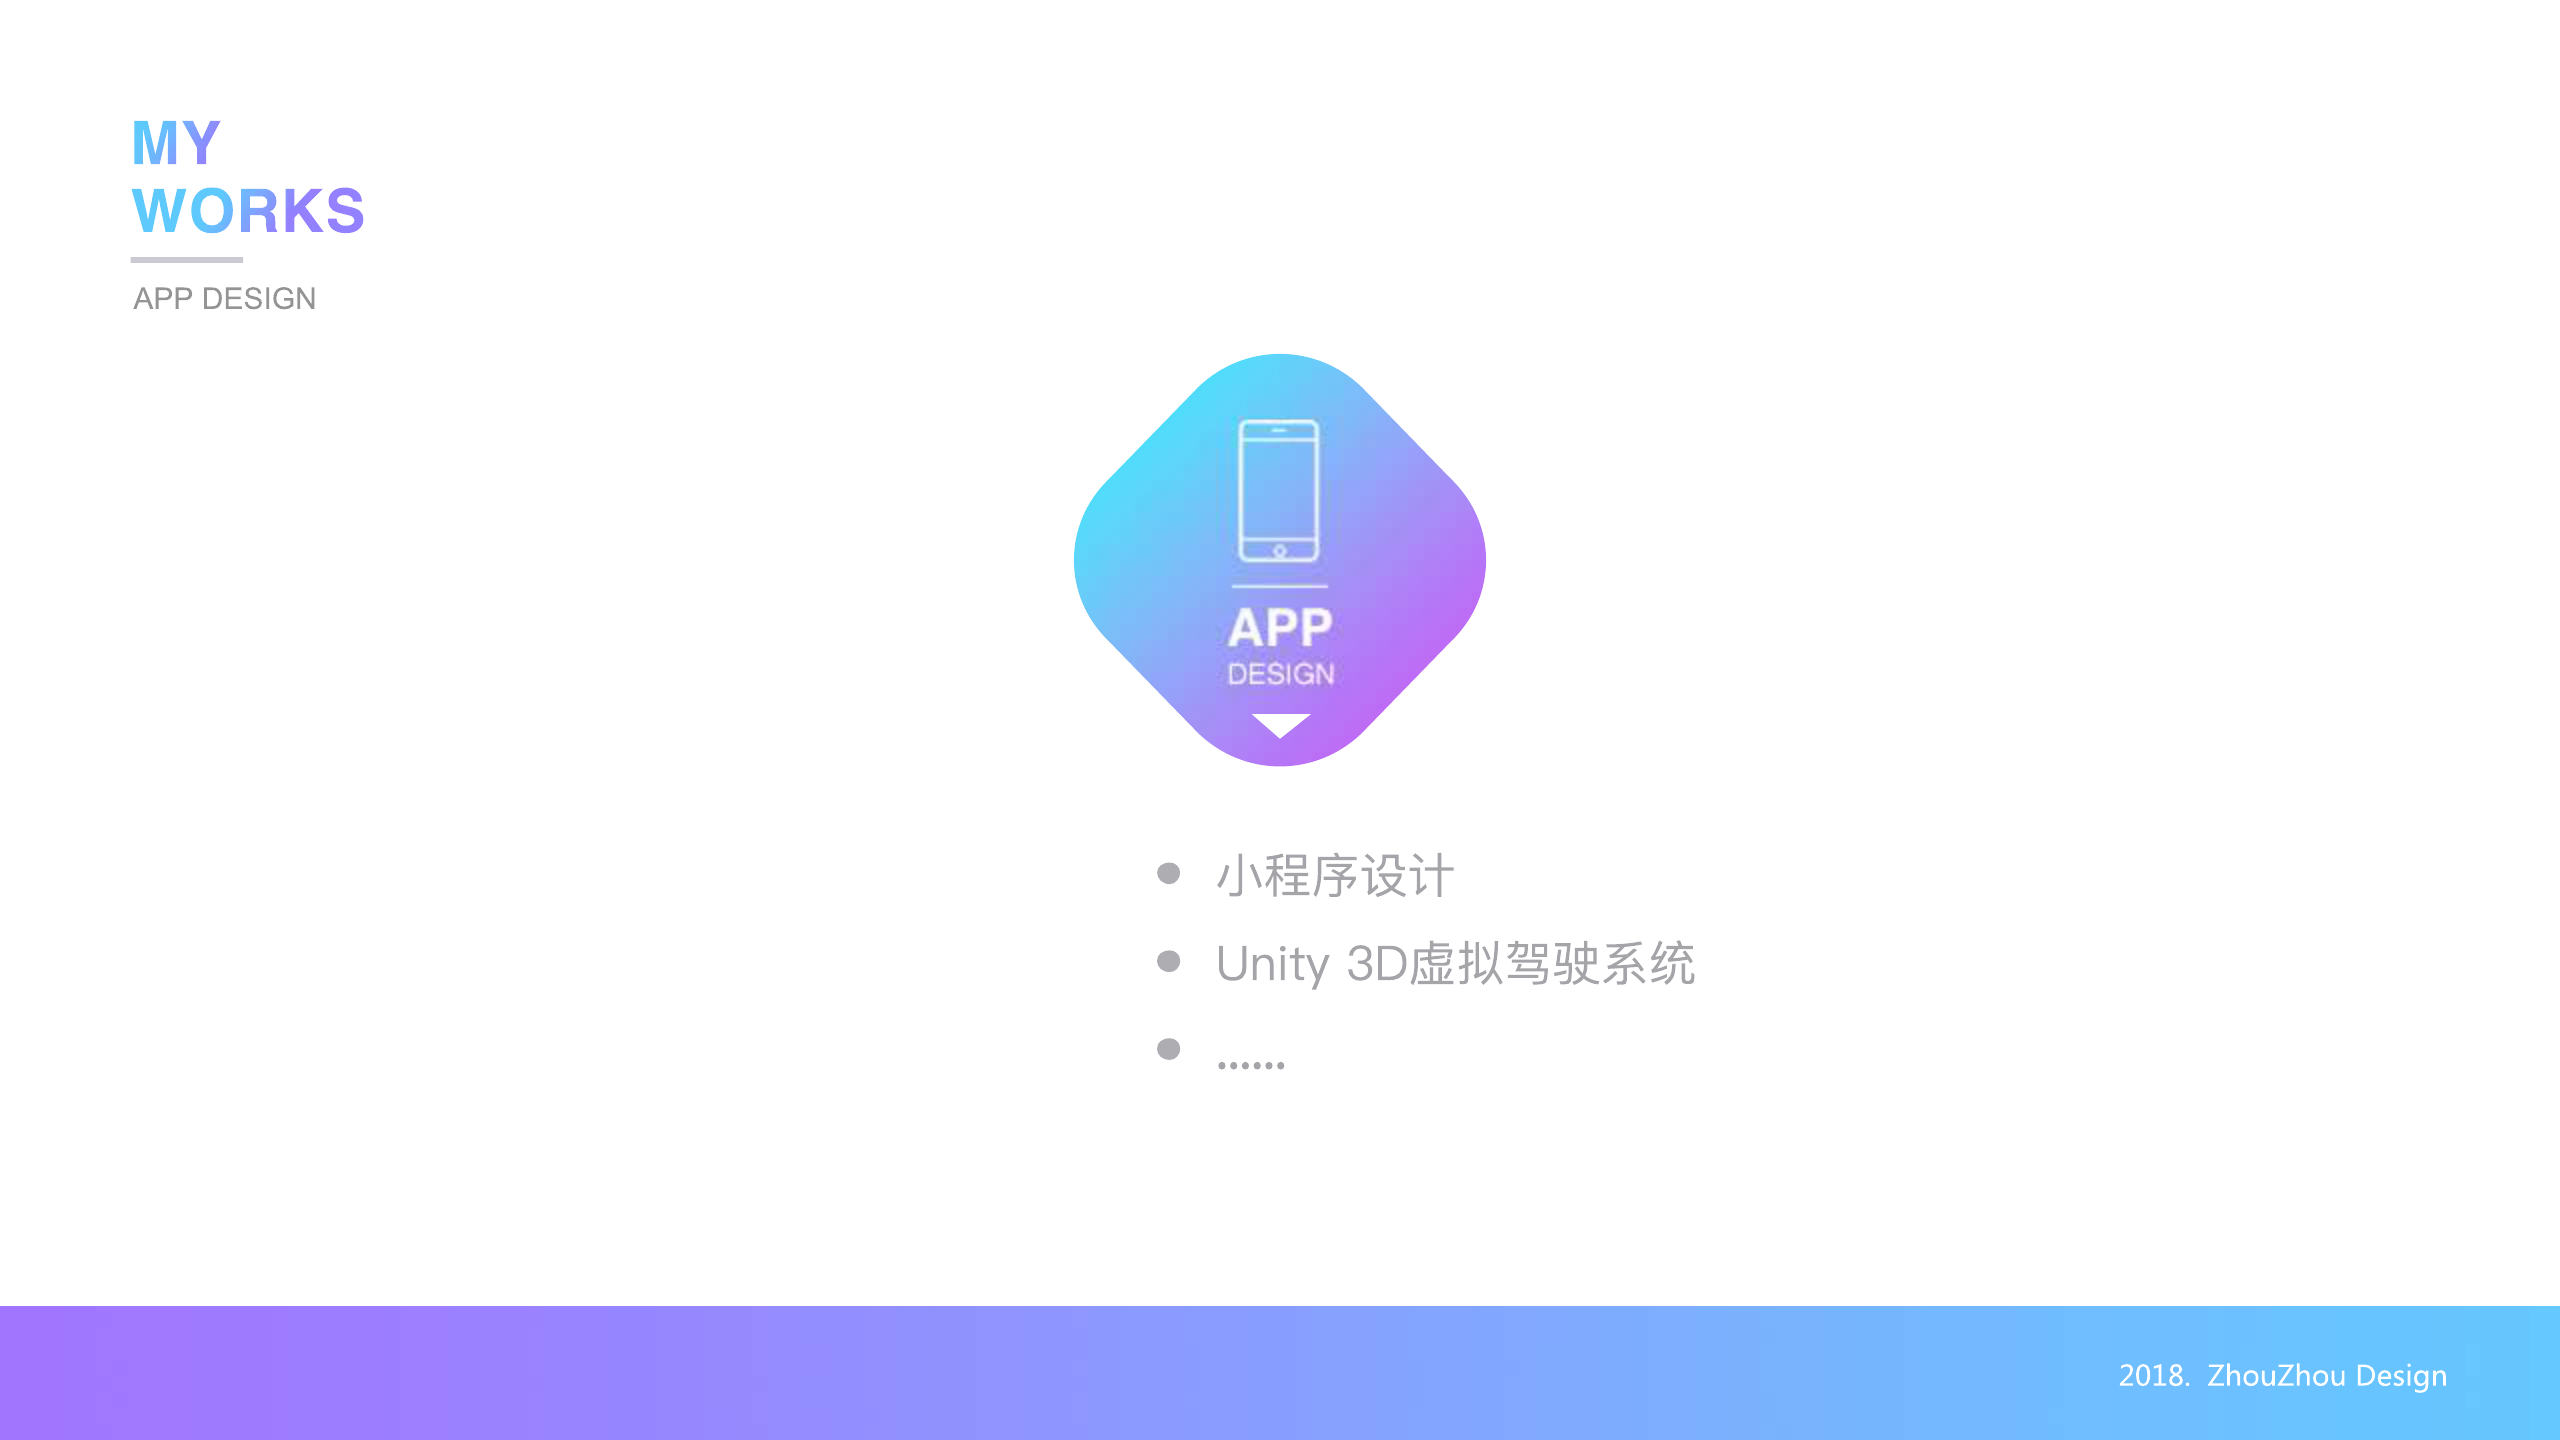 MY
WORKS
APP DESIGN
APP
DESIGN
小程序设计
Unity 3D虚拟驾驶系统
......
2018. ZhouZhou Design